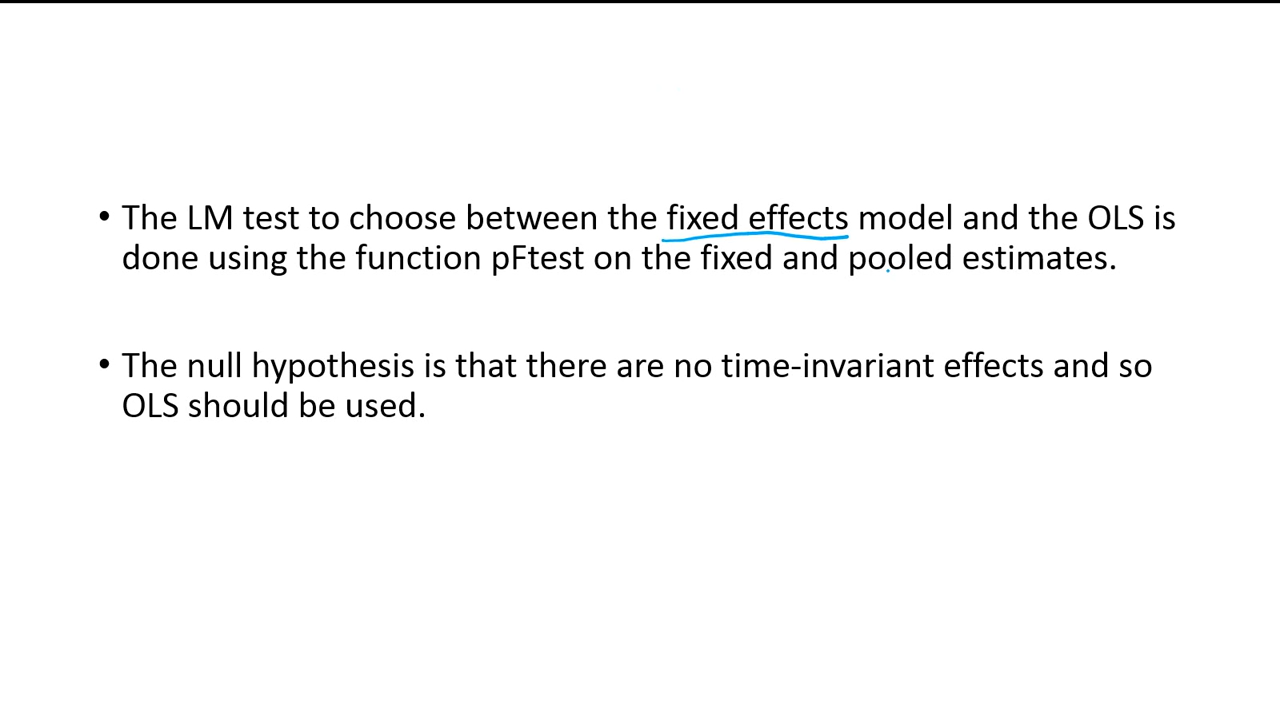 • The LM test to choose between the fixed effects model and the OLS is
done using the function pFtest on the fixed and pooled estimates.
• The null hypothesis is that there are no time-invariant effects and so
OLS should be used.